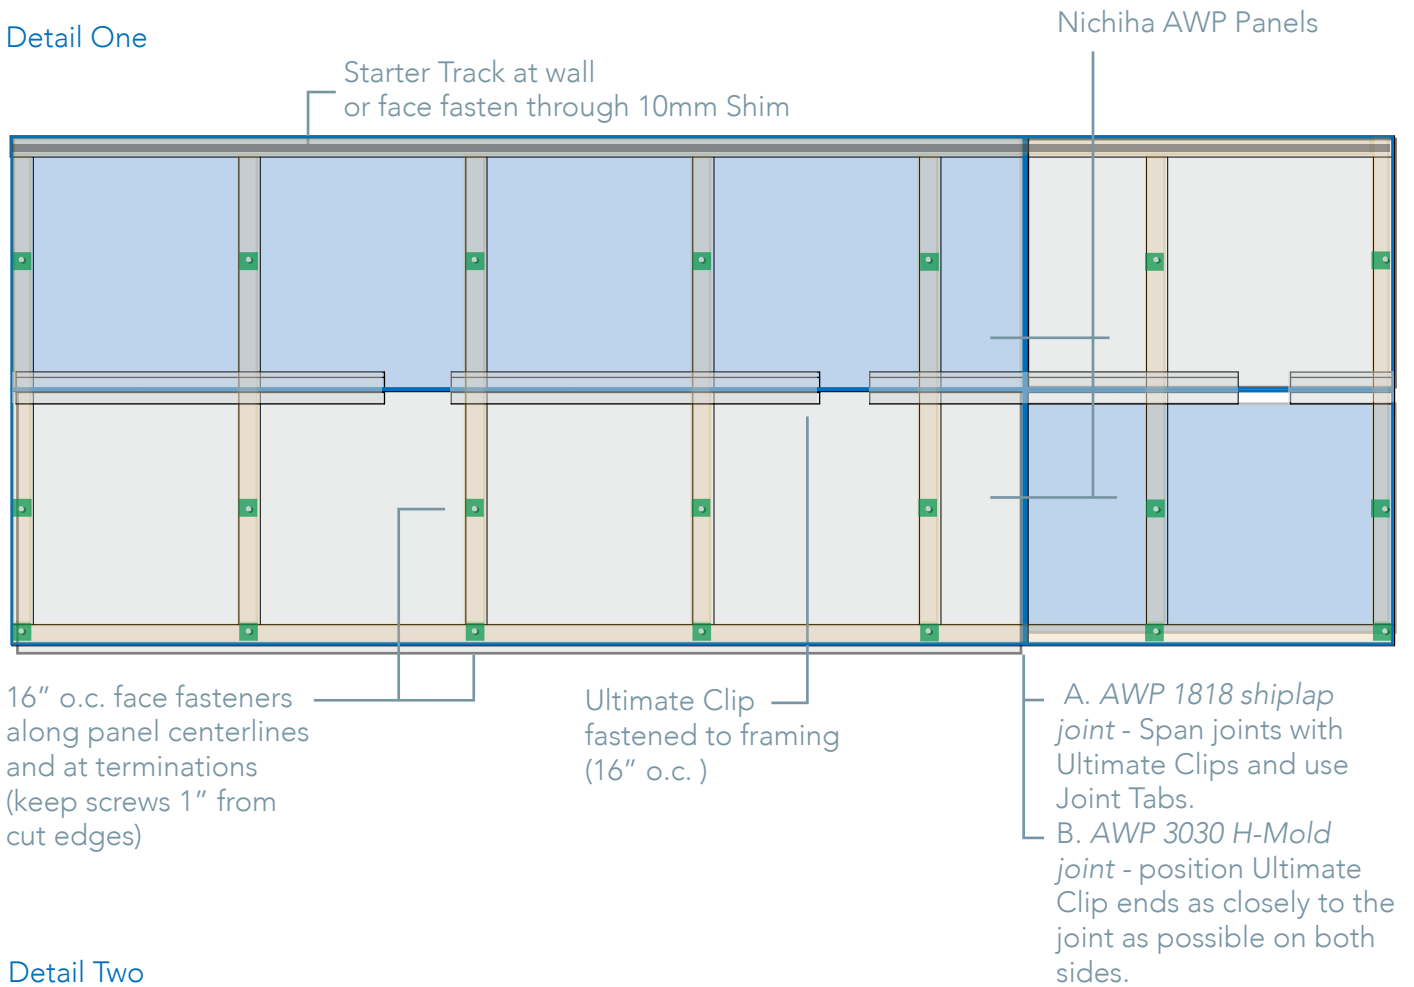 Detail One
Nichiha AWP Panels
Starter Track at wall
or face fasten through 10mm Shim
16” o.c. face fasteners
along panel centerlines
and at terminations
(keep screws 1” from
cut edges)
Ultimate Clip
fastened to framing
(16” o.c. )
A. AWP 1818 shiplap
joint - Span joints with
Ultimate Clips and use
Joint Tabs.
B. AWP 3030 H-Mold
joint - position Ultimate
Clip ends as closely to the
joint as possible on both
sides.
Detail Two